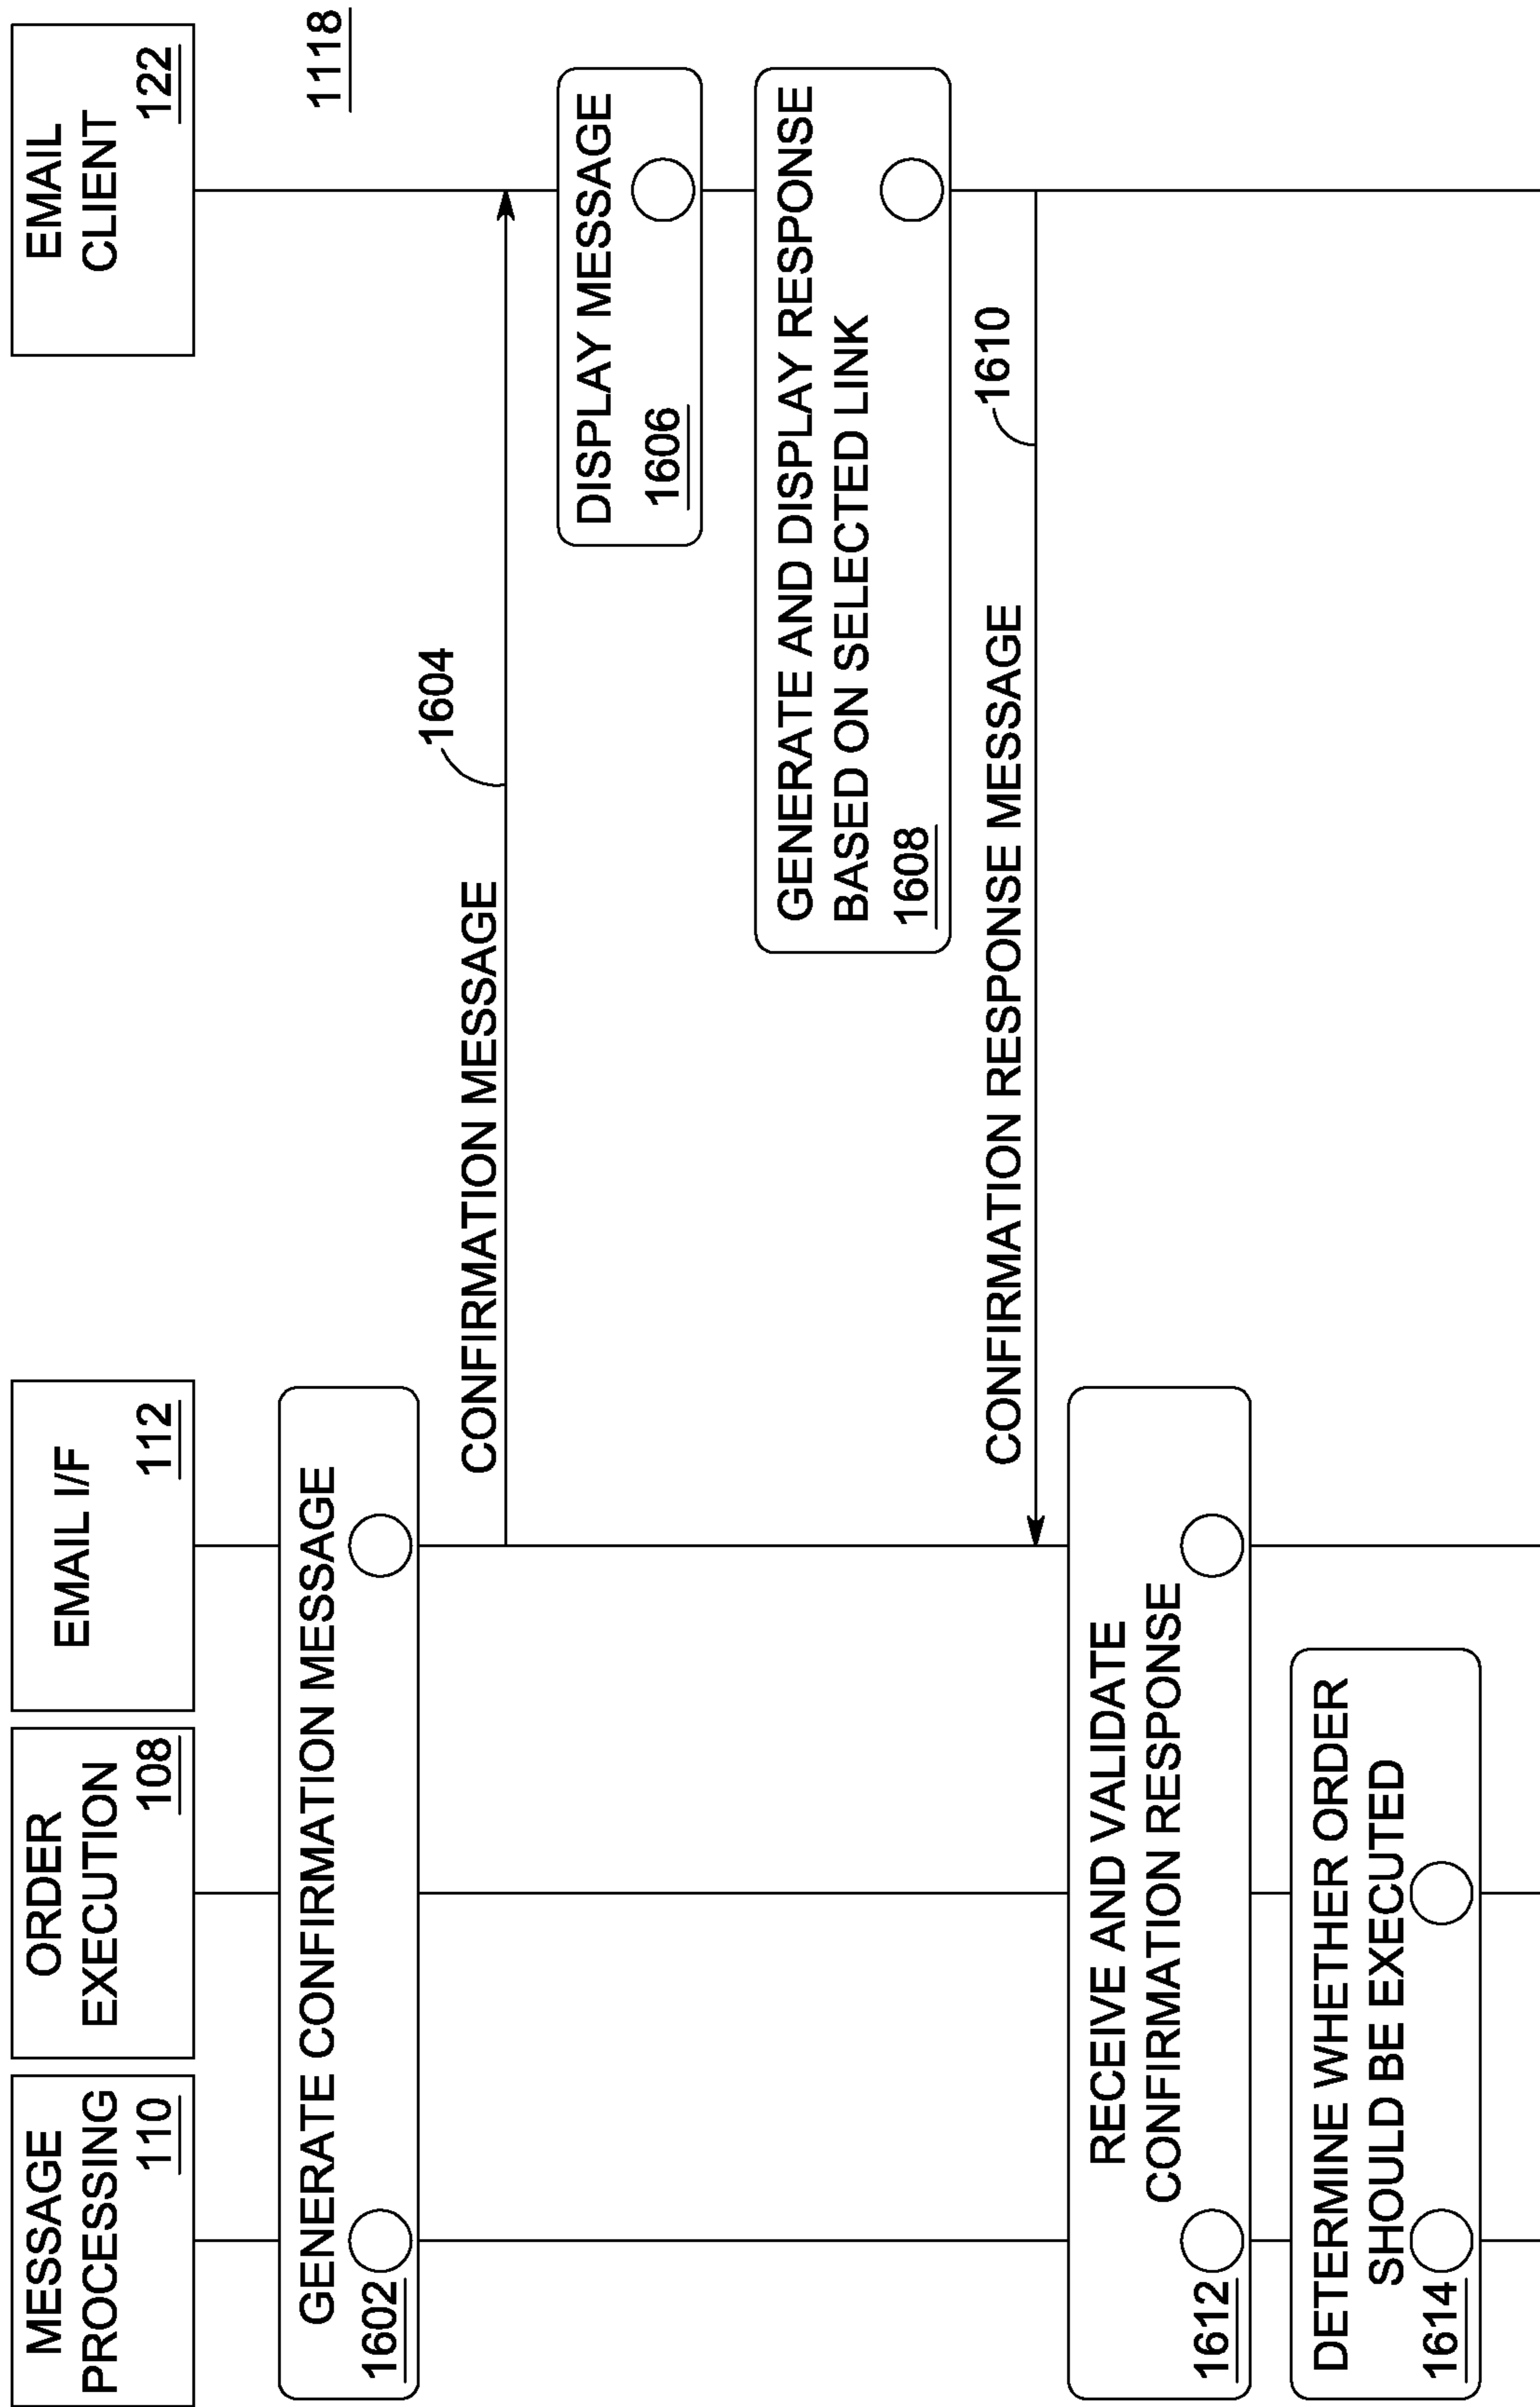 MESSAGE
PROCESSING
110
ORDER
EXECUTION
108
EMAIL I/F
112
EMAIL
CLIENT
122
1118
GENERATE CONFIRMATION MESSAGE
1602
CONFIRMATION MESSAGE
1604
DISPLAY MESSAGE
1606
GENERATE AND DISPLAY RESPONSE
BASED ON SELECTED LINK
1608
CONFIRMATION RESPONSE MESSAGE
1610
RECEIVE AND VALIDATE
CONFIRMATION RESPONSE
1612
DETERMINE WHETHER ORDER
SHOULD BE EXECUTED
1614